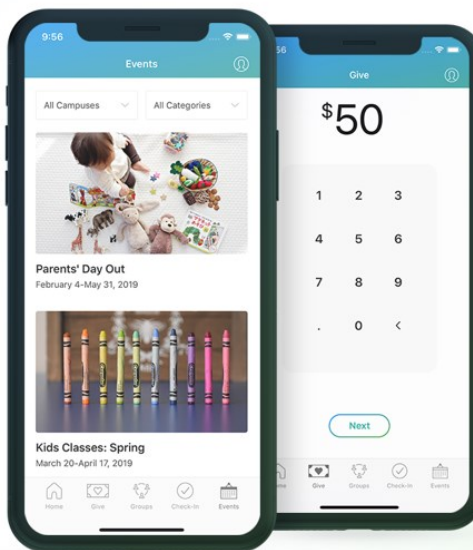 9:56
Events
All Campuses
All Categories
Parents' Day Out
February 4-May 31, 2019
Kids Classes: Spring
March 20-April 17, 2019
Home
Give
Groups
Check-In
Events
56
Give
$50
1 2 3
4 5 6
7 8 9
. 0 <
Next
Give
Groups
Check-In
Events